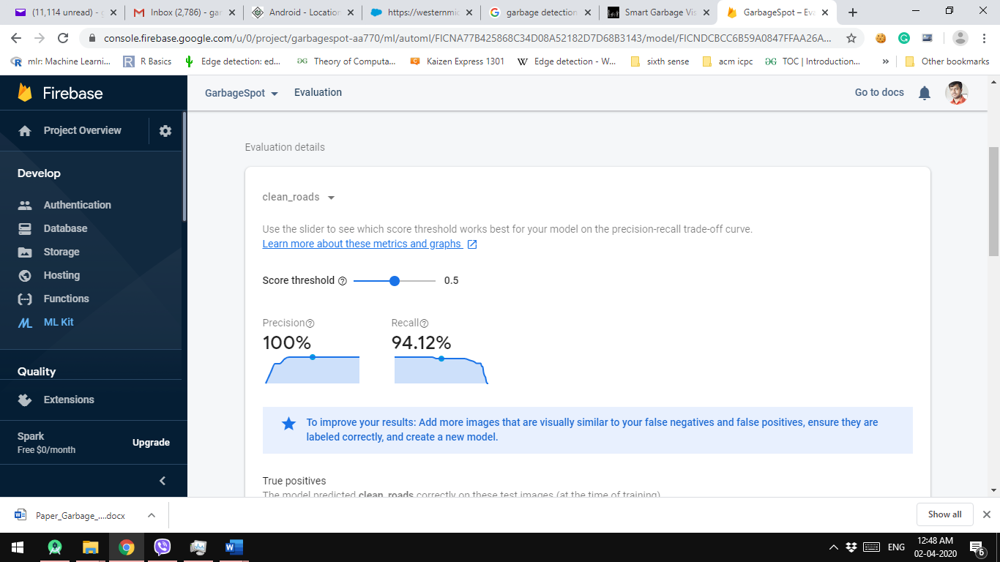 (11,114 unread) - g
Inbox (2,786) - gar
Android - Location
https://westernmic
garbage detection
Smart Garbage Vis
GarbageSpot – Eva
console.firebase.google.com/u/0/project/garbagespot-aa770/ml/automl/FICNA77B425868C34D08A52182D7D68B3143/model/FICNDCBCC6B59A0847FFAA26A...
mlr: Machine Learni...
R Basics
Edge detection: ed...
Theory of Computa...
Kaizen Express 1301
Edge detection - W...
sixth sense
acm icpc
TOC | Introduction...
»
Other bookmarks
Firebase
GarbageSpot
Evaluation
Go to docs
Project Overview
Develop
Authentication
Database
Storage
Hosting
Functions
ML Kit
Quality
Extensions
Spark
Free $0/month
Upgrade
Evaluation details
clean_roads
Use the slider to see which score threshold works best for your model on the precision-recall trade-off curve.
Learn more about these metrics and graphs
Score threshold
0.5
Precision
Recall
100%
94.12%
To improve your results: Add more images that are visually similar to your false negatives and false positives, ensure they are
labeled correctly, and create a new model.
True positives
The model predicted clean_roads correctly on these test images (at the time of training)
Paper_Garbage_....docx
Show all
ENG
12:48 AM
02-04-2020
6